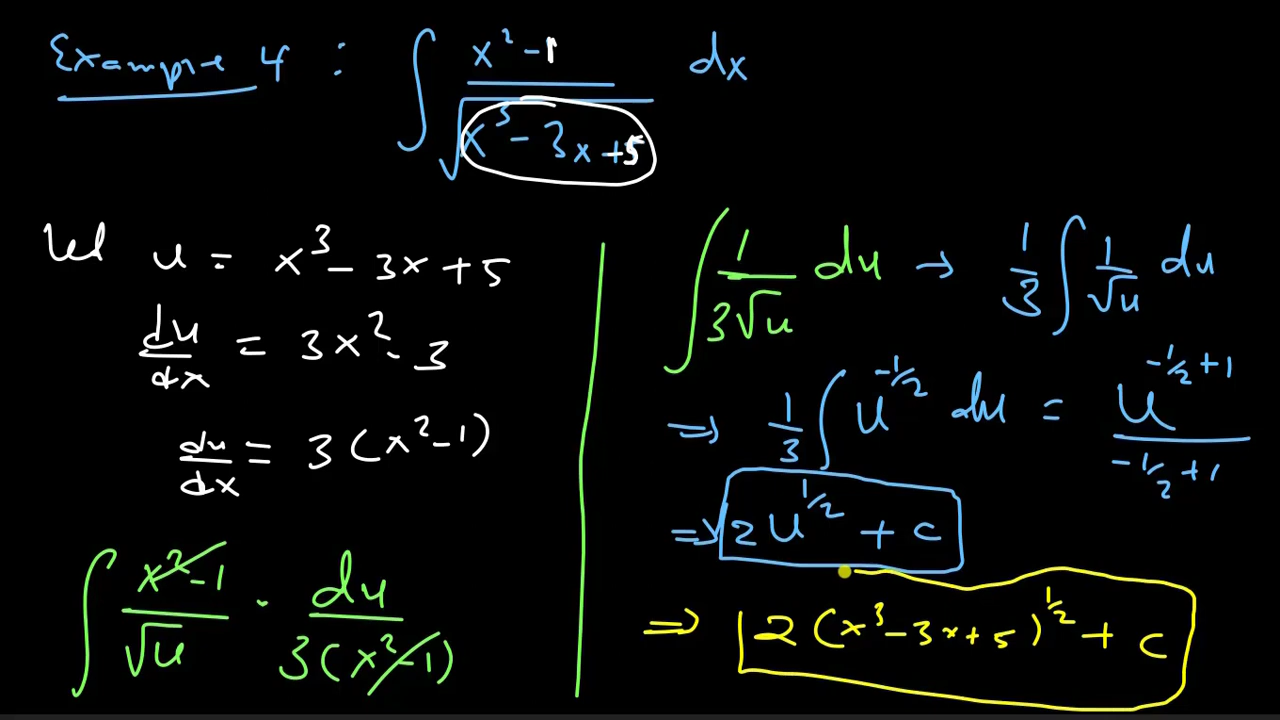 Example 4 : ∫ (x² - 1)/√(x³ - 3x + 5) dx
Let u = x³ - 3x + 5
du/dx = 3x² - 3
du/dx = 3(x² - 1)
∫ (x² - 1)/√u · du/3(x² - 1)
∫ 1/(3√u) du → 1/3 ∫ 1/√u du
⇒ 1/3 ∫ u^(-1/2) du = u^(-1/2 + 1)/(-1/2 + 1)
⇒ 2u^(1/2) + c
⇒ 2(x³ - 3x + 5)^(1/2) + c